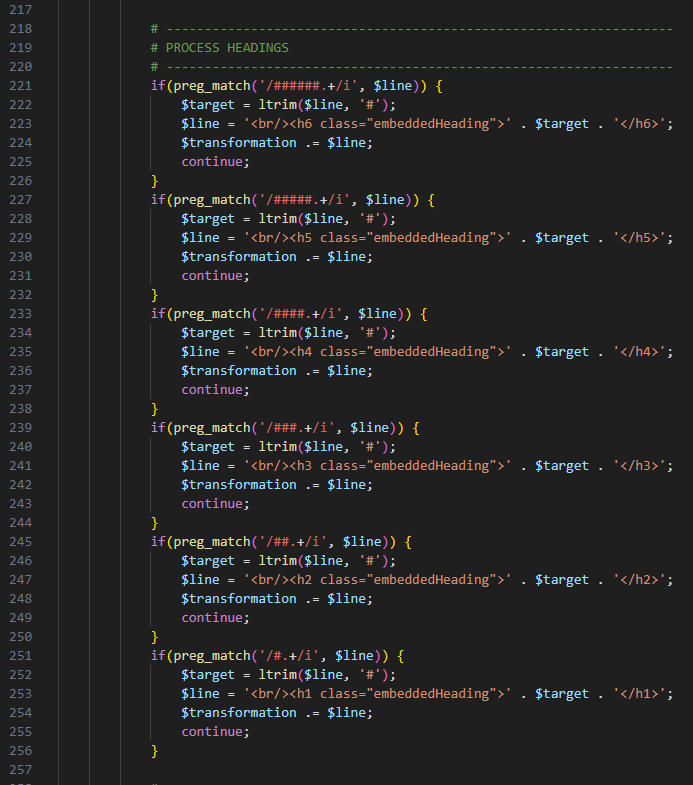 217
218 # ------------------------------------------------------------------
219 # PROCESS HEADINGS
220 # ------------------------------------------------------------------
221 if(preg_match('/######.+/i', $line)) {
222 $target = ltrim($line, '#');
223 $line = '<br/><h6 class="embeddedHeading">' . $target . '</h6>';
224 $transformation .= $line;
225 continue;
226 }
227 if(preg_match('/#####.+/i', $line)) {
228 $target = ltrim($line, '#');
229 $line = '<br/><h5 class="embeddedHeading">' . $target . '</h5>';
230 $transformation .= $line;
231 continue;
232 }
233 if(preg_match('/####.+/i', $line)) {
234 $target = ltrim($line, '#');
235 $line = '<br/><h4 class="embeddedHeading">' . $target . '</h4>';
236 $transformation .= $line;
237 continue;
238 }
239 if(preg_match('/###.+/i', $line)) {
240 $target = ltrim($line, '#');
241 $line = '<br/><h3 class="embeddedHeading">' . $target . '</h3>';
242 $transformation .= $line;
243 continue;
244 }
245 if(preg_match('/##.+/i', $line)) {
246 $target = ltrim($line, '#');
247 $line = '<br/><h2 class="embeddedHeading">' . $target . '</h2>';
248 $transformation .= $line;
249 continue;
250 }
251 if(preg_match('/#.+/i', $line)) {
252 $target = ltrim($line, '#');
253 $line = '<br/><h1 class="embeddedHeading">' . $target . '</h1>';
254 $transformation .= $line;
255 continue;
256 }
257